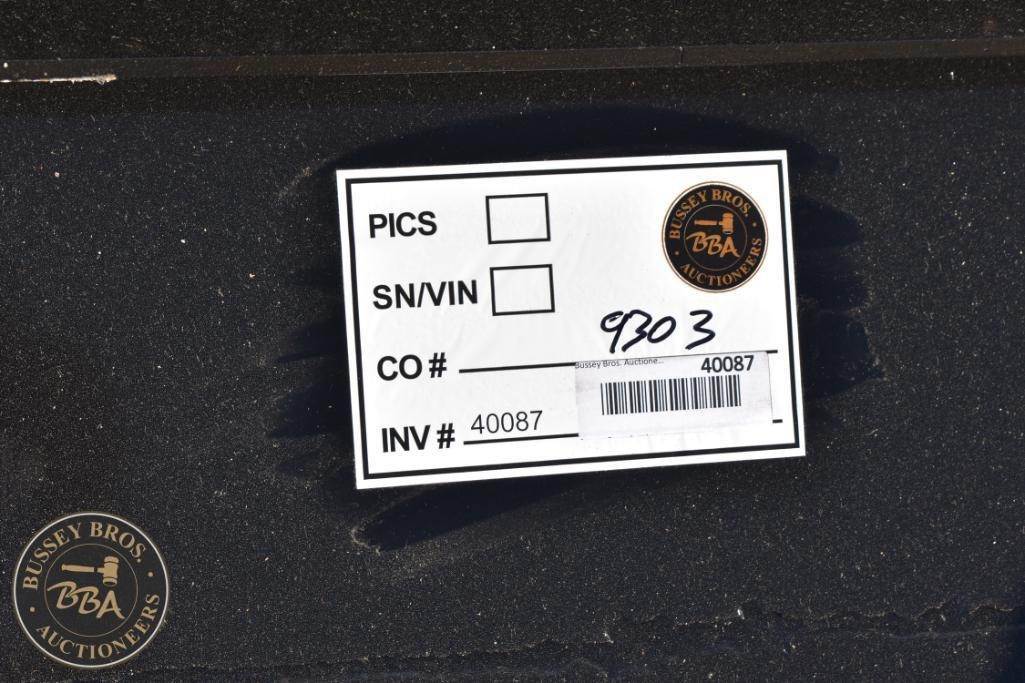 PICS
SN/VIN
BUSSEY BROS.
BBA
AUCTIONEERS
9303
CO #
Bussey Bros. Auctione...
40087
INV # 40087
BUSSEY BROS.
BBA
AUCTIONEERS